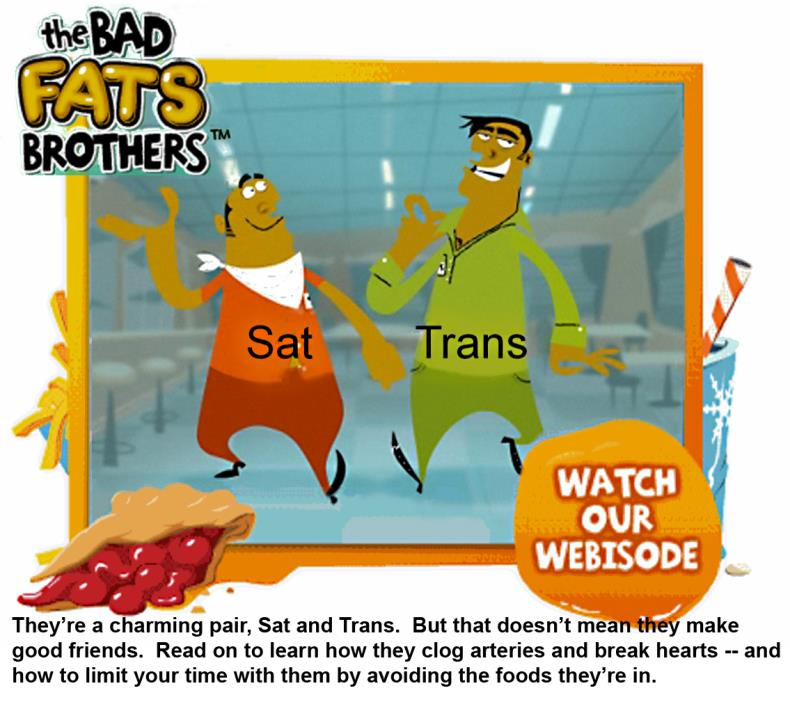 the BAD
FATS
BROTHERS™
Sat
Trans
WATCH
OUR
WEBISODE
They're a charming pair, Sat and Trans.  But that doesn't mean they make
good friends.  Read on to learn how they clog arteries and break hearts -- and
how to limit your time with them by avoiding the foods they're in.